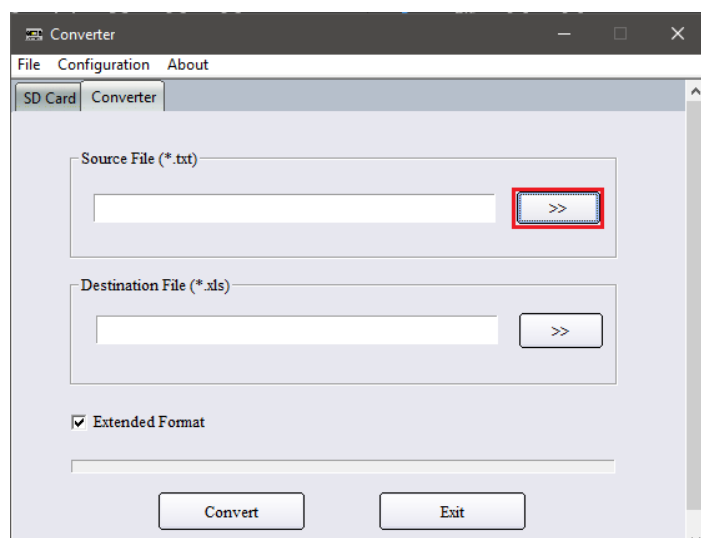 Converter
File Configuration About
SD Card Converter
Source File (*.txt)
>>
Destination File (*.xls)
>>
Extended Format
Convert Exit